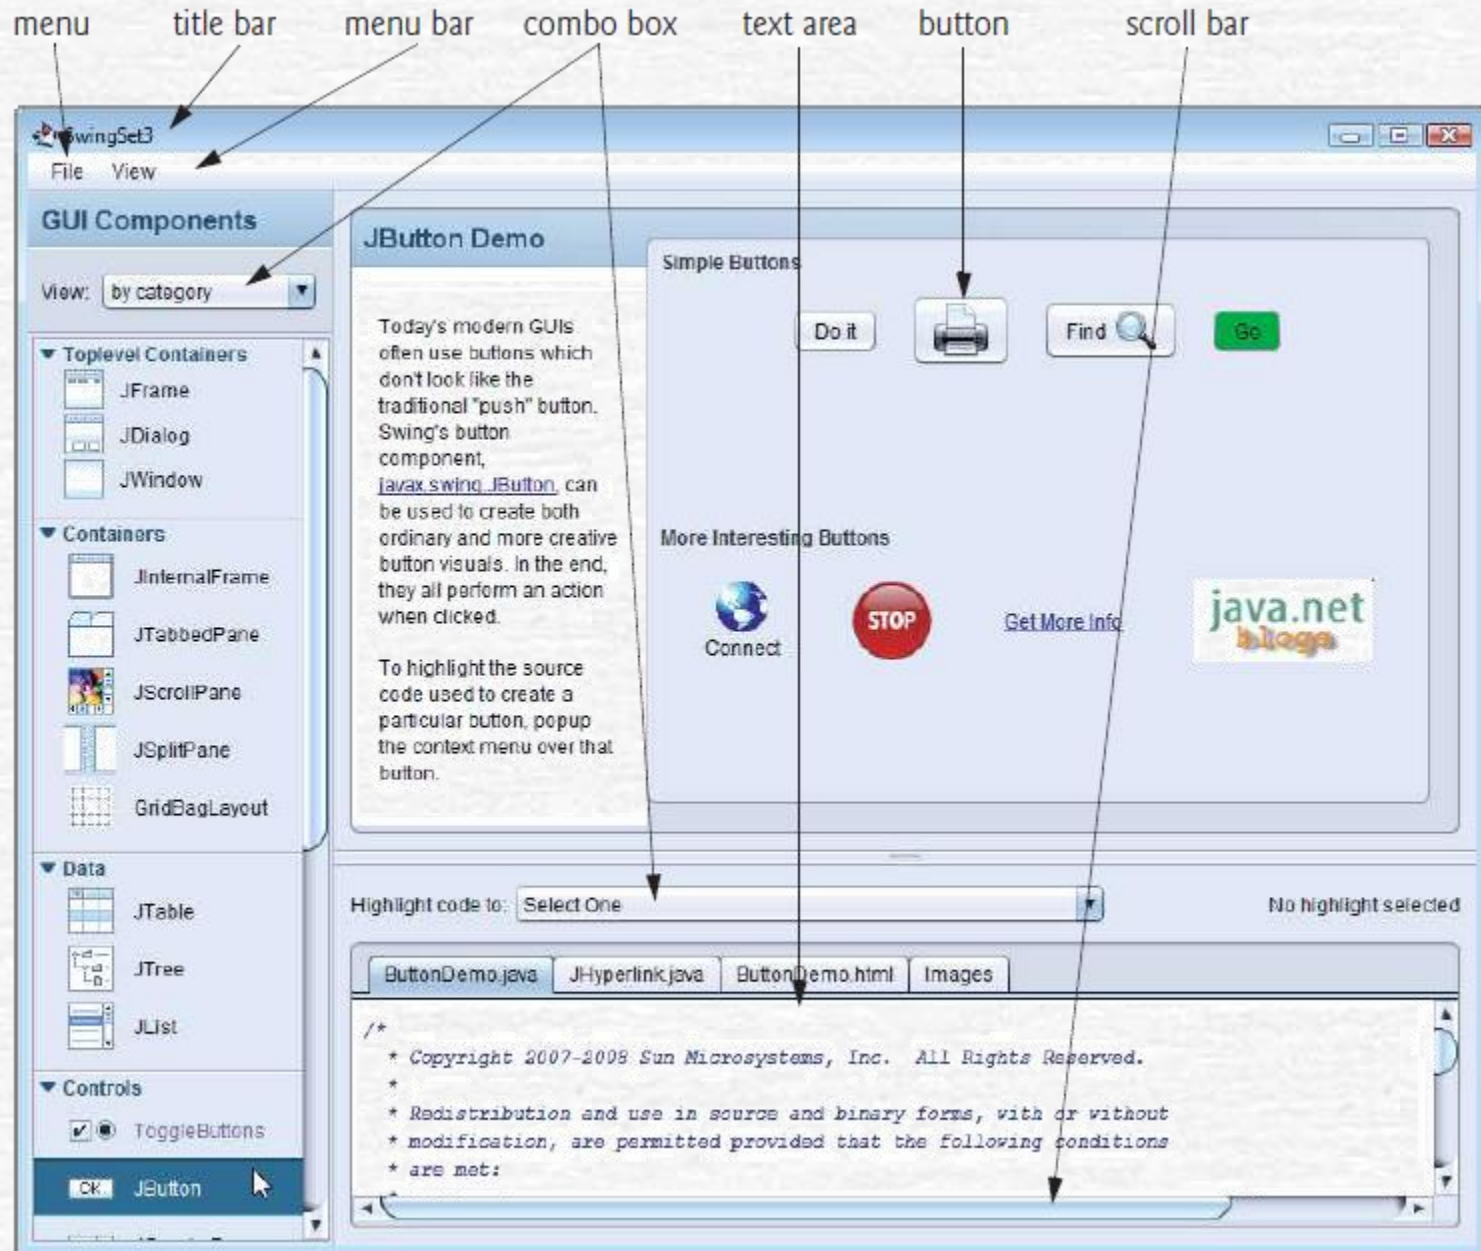 menu title bar menu bar combo box text area button scroll bar
SwingSet3
File View
GUI Components
View: by category
Toplevel Containers
JFrame
JDialog
JWindow
Containers
JInternalFrame
JTabbedPane
JScrollPane
JSplitPane
GridBagLayout
Data
JTable
JTree
JList
Controls
ToggleButtons
OK JButton
JButton Demo
Today's modern GUIs
often use buttons which
don't look like the
traditional "push" button.
Swing's button
component,
javax.swing.JButton, can
be used to create both
ordinary and more creative
button visuals. In the end,
they all perform an action
when clicked.
To highlight the source
code used to create a
particular button, popup
the context menu over that
button.
Simple Buttons
Do it Find Go
More Interesting Buttons
Connect
STOP
Get More Info
java.net
blogs
Highlight code to: Select One No highlight selected
ButtonDemo.java JHyperlink.java ButtonDemo.html Images
/*
* Copyright 2007-2008 Sun Microsystems, Inc. All Rights Reserved.
*
* Redistribution and use in source and binary forms, with or without
* modification, are permitted provided that the following conditions
* are met:
*